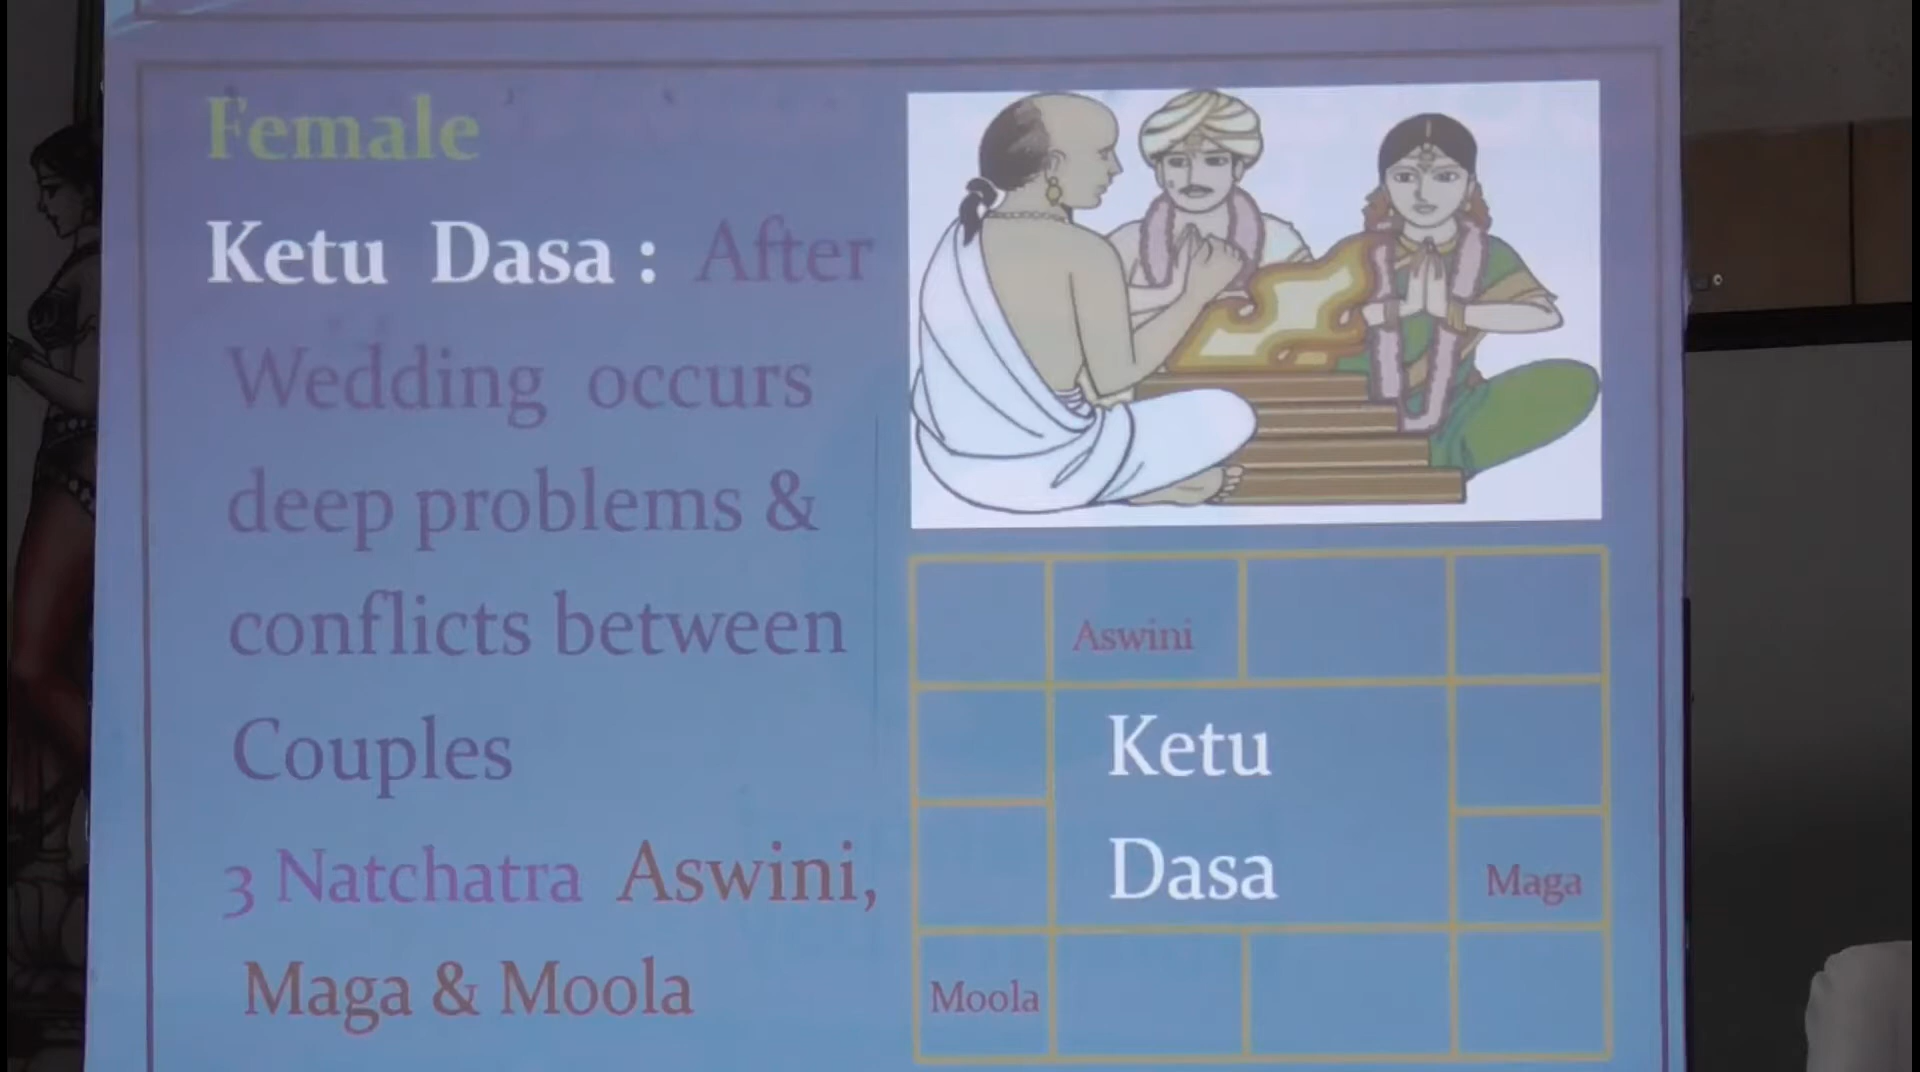 Female
Ketu Dasa : After
Wedding occurs
deep problems &
conflicts between
Couples
3 Natchatra Aswini,
Maga & Moola
Aswini
Ketu
Dasa
Maga
Moola